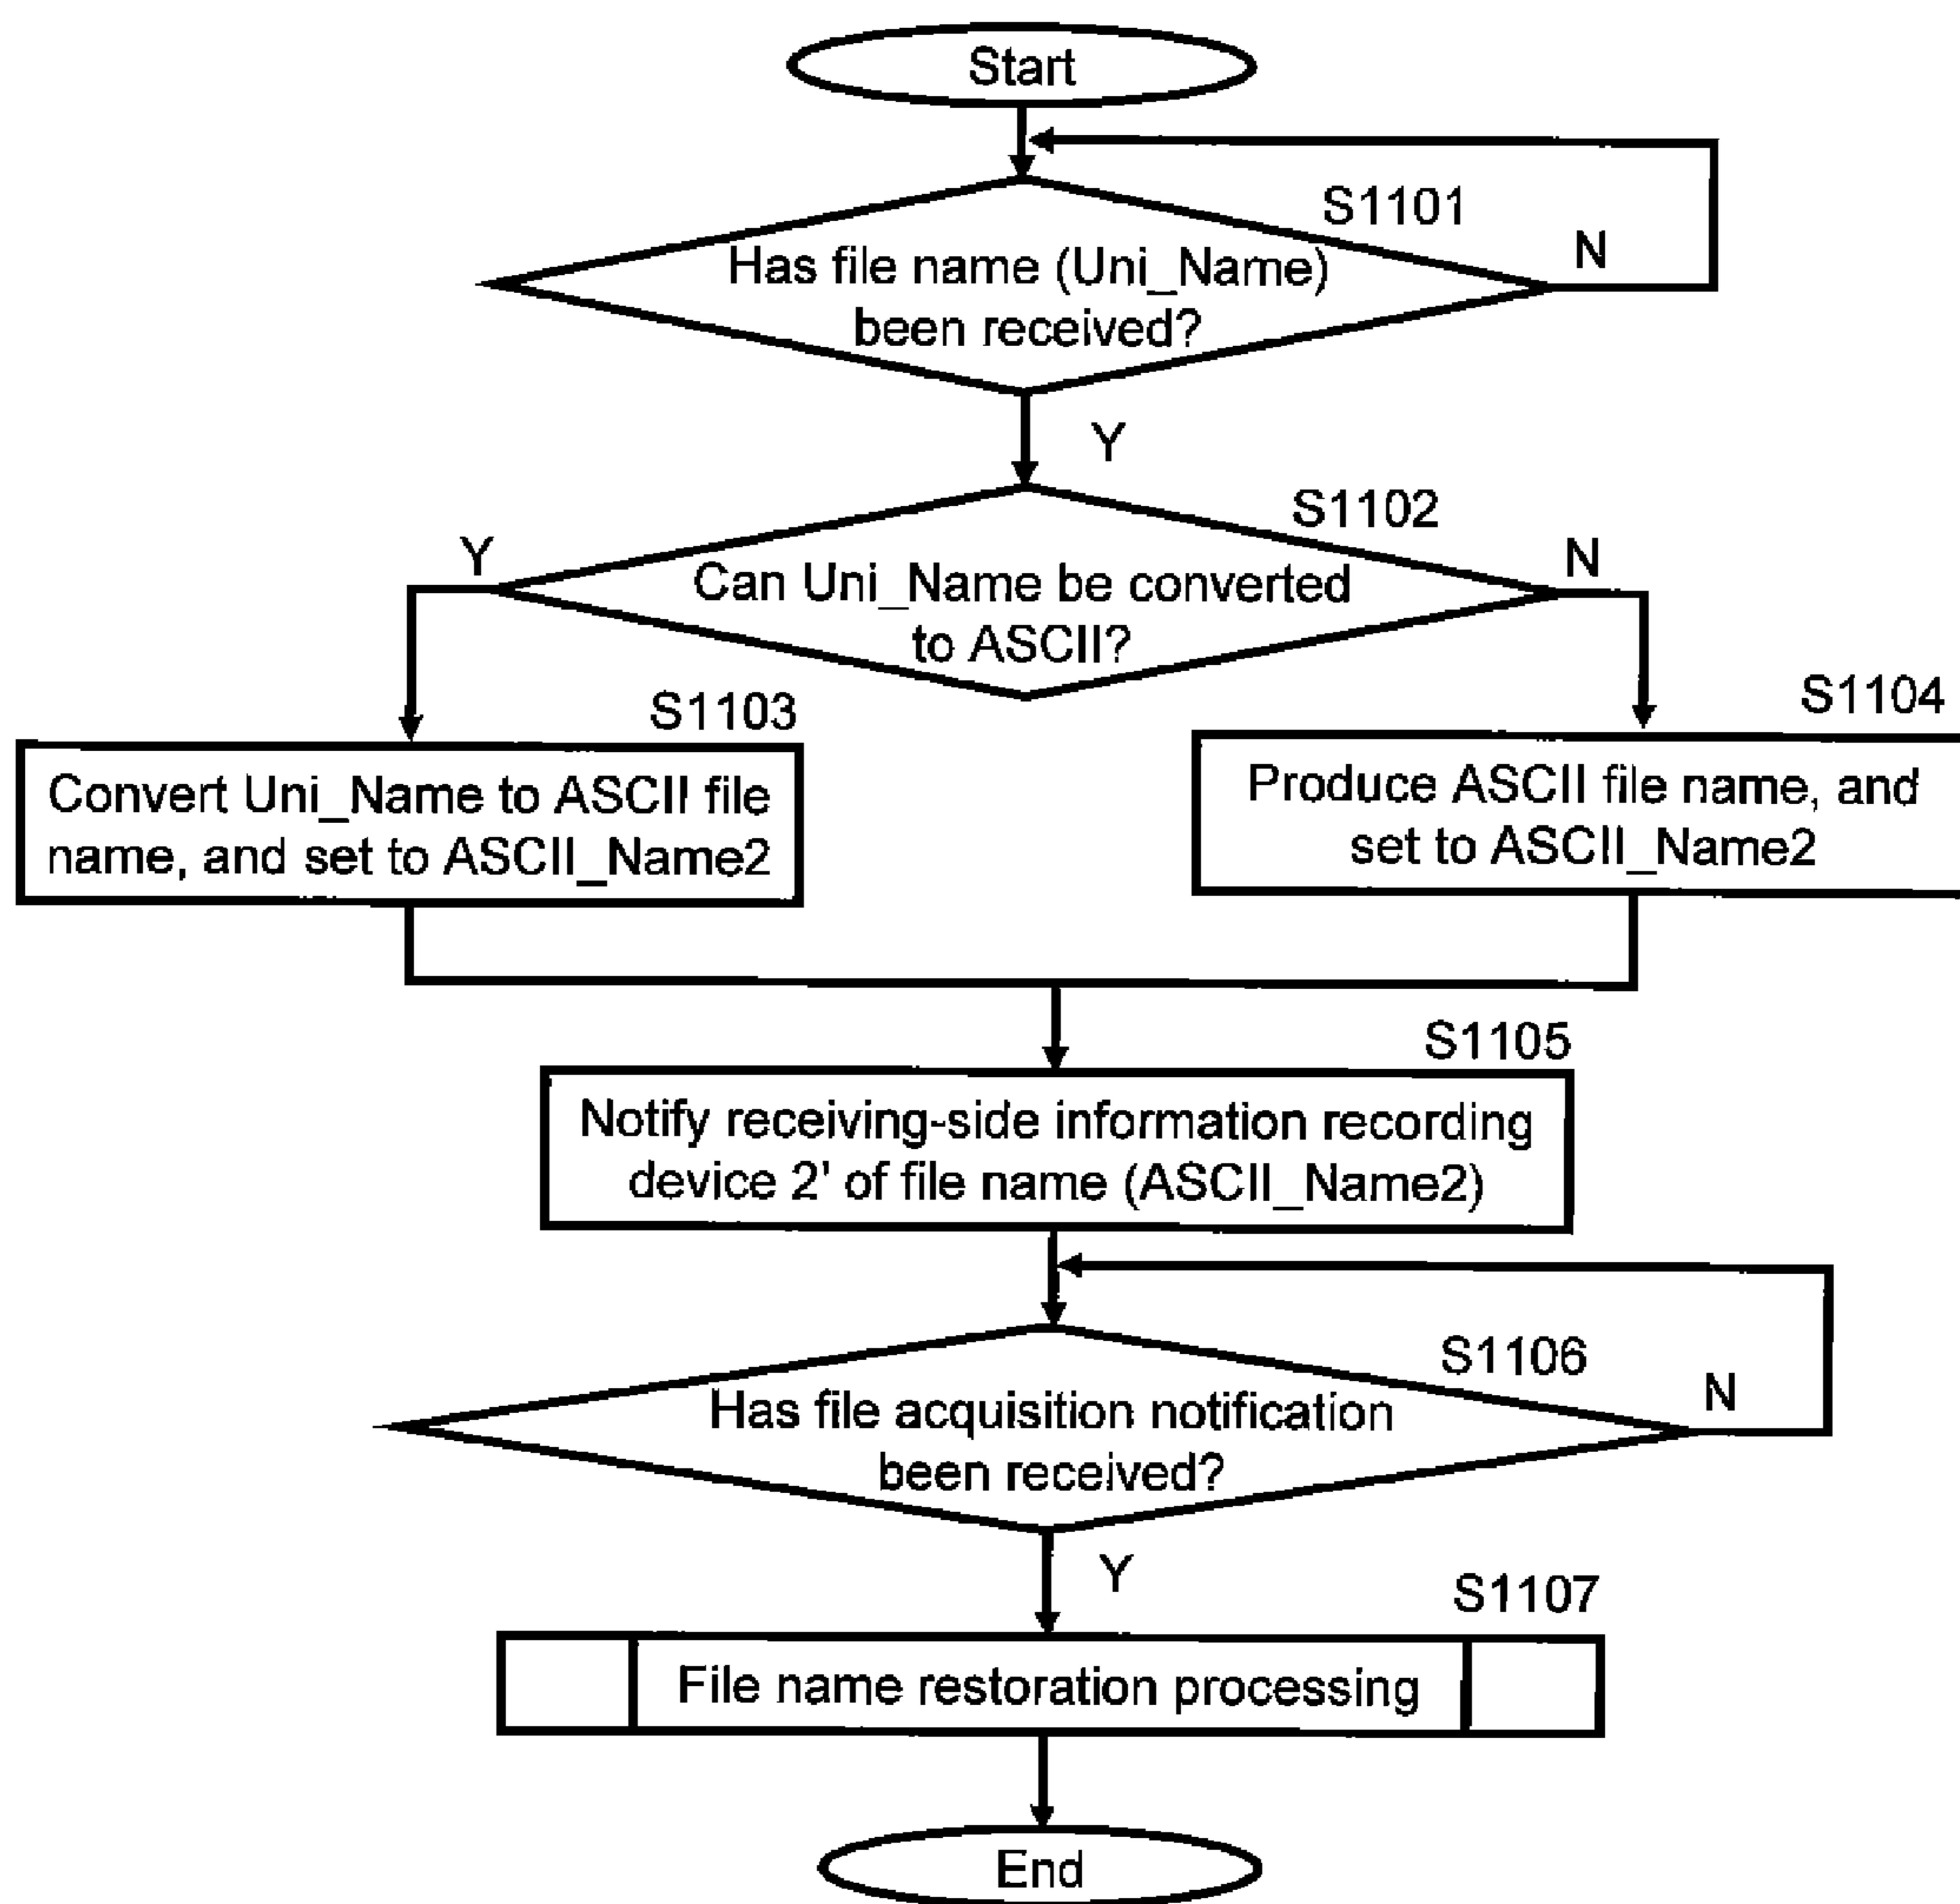 Start
S1101
Has file name (Uni_Name)
N
been received?
Y
S1102
Y
N
Can Uni_Name be converted
to ASCII?
S1103
S1104
Convert Uni_Name to ASCII file
name, and set to ASCII_Name2
Produce ASCII file name, and
set to ASCII_Name2
S1105
Notify receiving-side information recording
device 2' of file name (ASCII_Name2)
S1106
N
Has file acquisition notification
been received?
Y
S1107
File name restoration processing
End